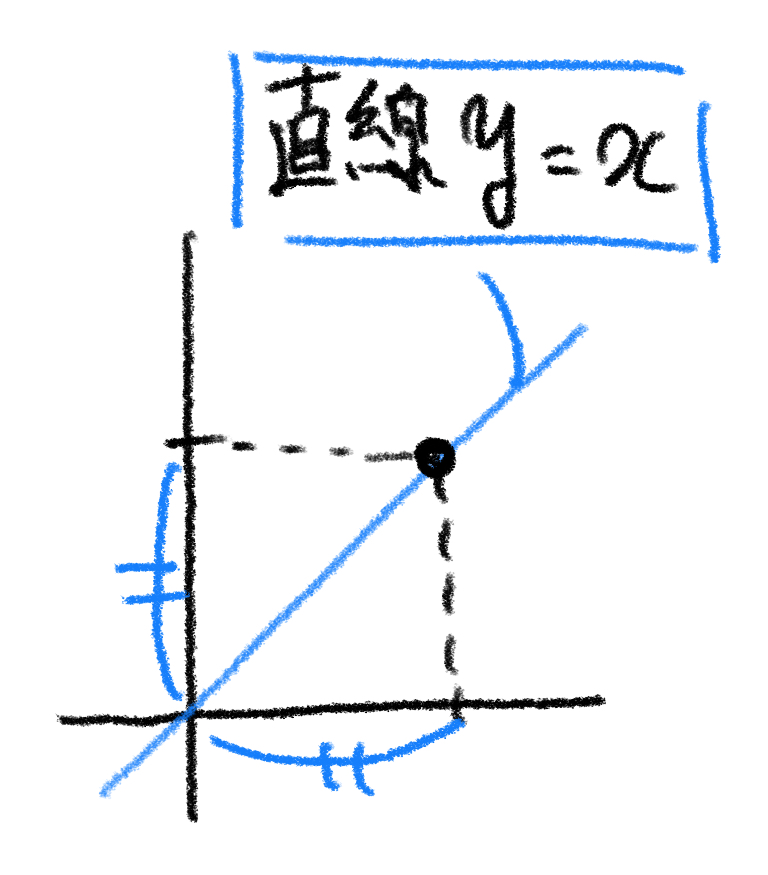 直線 y = x